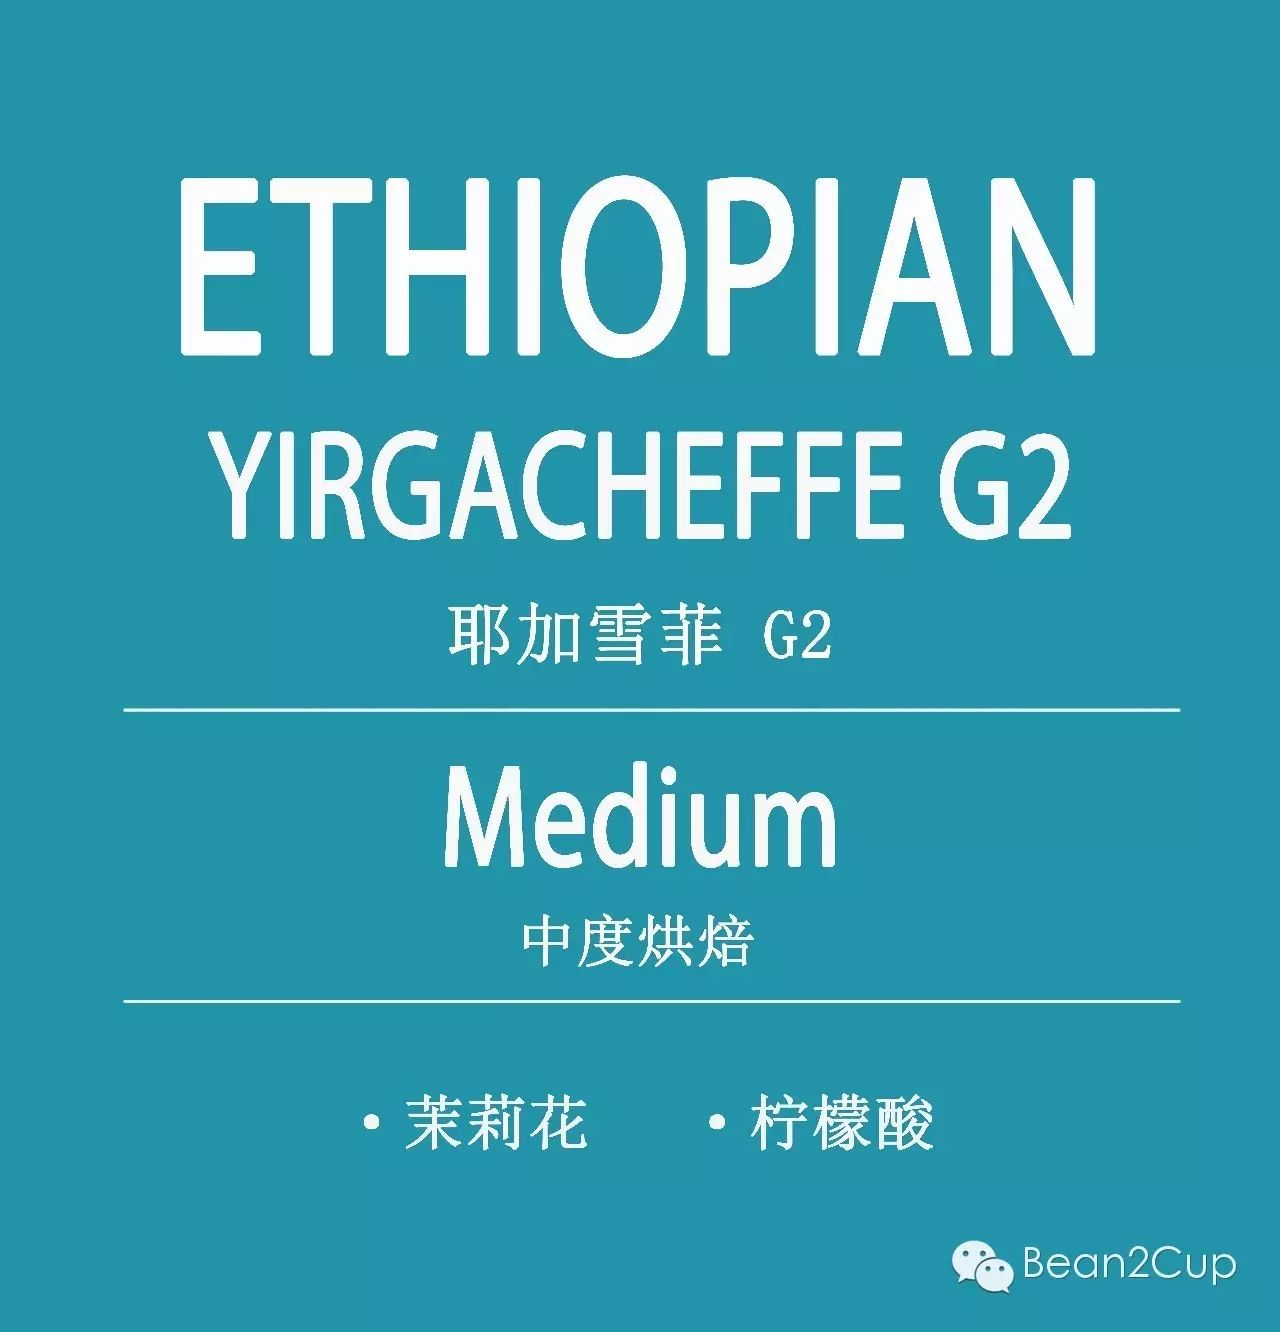 ETHIOPIAN
YIRGACHEFFE G2
耶加雪菲 G2
Medium
中度烘焙
• 茉莉花 • 柠檬酸
Bean2Cup